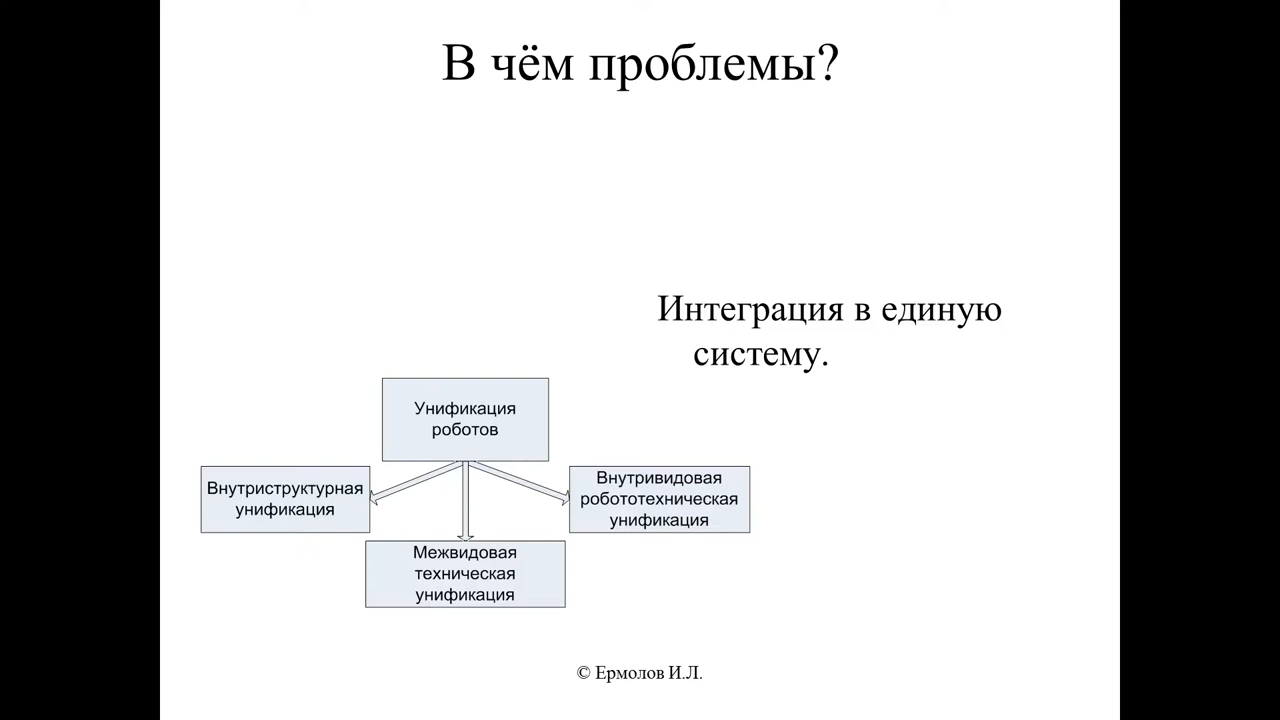 В чём проблемы?
Интеграция в единую
систему.
Унификация
роботов
Внутриструктурная
унификация
Внутривидовая
робототехническая
унификация
Межвидовая
техническая
унификация
© Ермолов И.Л.